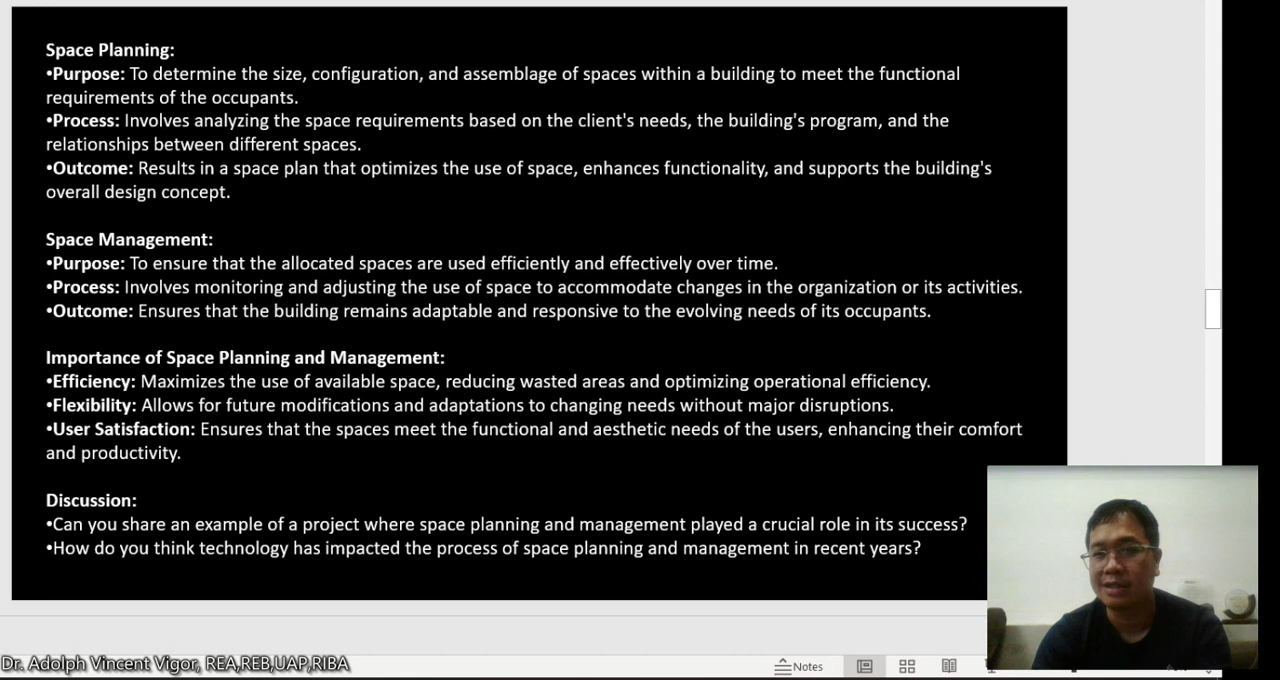 Space Planning:
•Purpose: To determine the size, configuration, and assemblage of spaces within a building to meet the functional
requirements of the occupants.
•Process: Involves analyzing the space requirements based on the client's needs, the building's program, and the
relationships between different spaces.
•Outcome: Results in a space plan that optimizes the use of space, enhances functionality, and supports the building's
overall design concept.
Space Management:
•Purpose: To ensure that the allocated spaces are used efficiently and effectively over time.
•Process: Involves monitoring and adjusting the use of space to accommodate changes in the organization or its activities.
•Outcome: Ensures that the building remains adaptable and responsive to the evolving needs of its occupants.
Importance of Space Planning and Management:
•Efficiency: Maximizes the use of available space, reducing wasted areas and optimizing operational efficiency.
•Flexibility: Allows for future modifications and adaptations to changing needs without major disruptions.
•User Satisfaction: Ensures that the spaces meet the functional and aesthetic needs of the users, enhancing their comfort
and productivity.
Discussion:
•Can you share an example of a project where space planning and management played a crucial role in its success?
•How do you think technology has impacted the process of space planning and management in recent years?
Dr. Adolph Vincent Vigor, REA,REB,UAP,RIBA
Notes